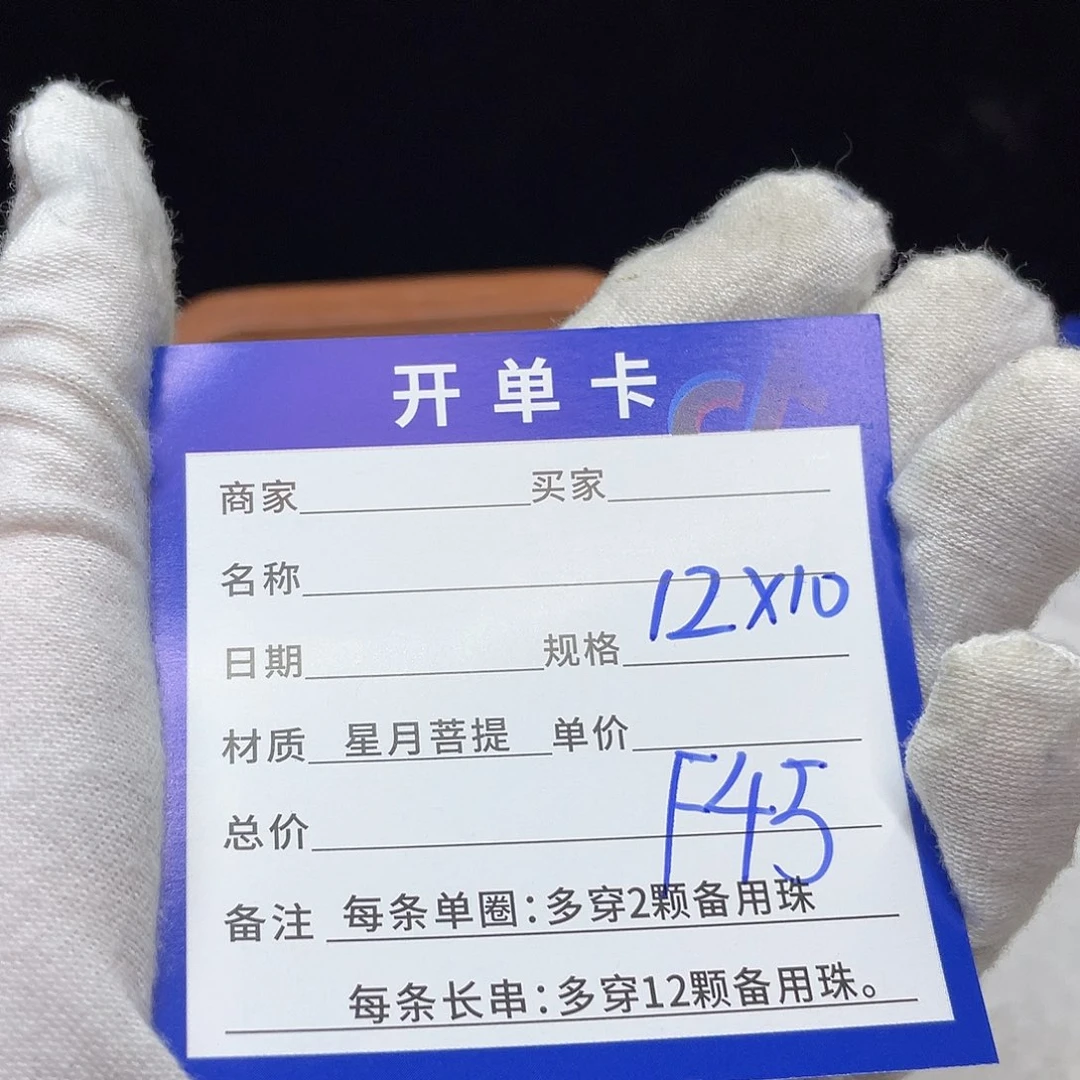 开单卡
商家 买家
名称
12X10
日期 规格
材质 星月菩提 单价
F45
总价
备注 每条单圈:多穿2颗备用珠
每条长串:多穿12颗备用珠。